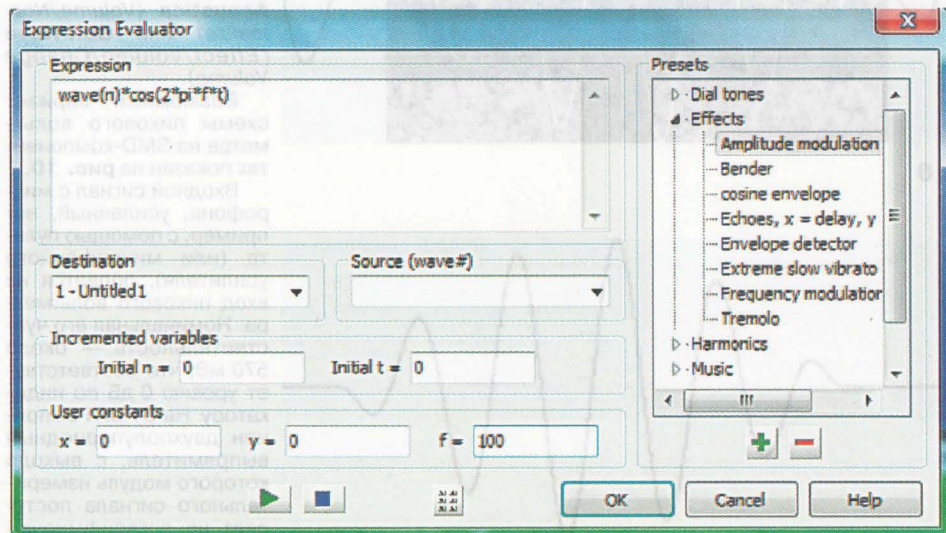 Expression Evaluator
Expression
wave(n)*cos(2*pi*f*t)
Destination
1 - Untitled1
Source (wave#)
Incremented variables
Initial n = 0
Initial t = 0
User constants
x = 0
y = 0
f = 100
Presets
Dial tones
Effects
Amplitude modulation
Bender
cosine envelope
Echoes, x = delay, y
Envelope detector
Extreme slow vibrato
Frequency modulation
Tremolo
Harmonics
Music
OK
Cancel
Help